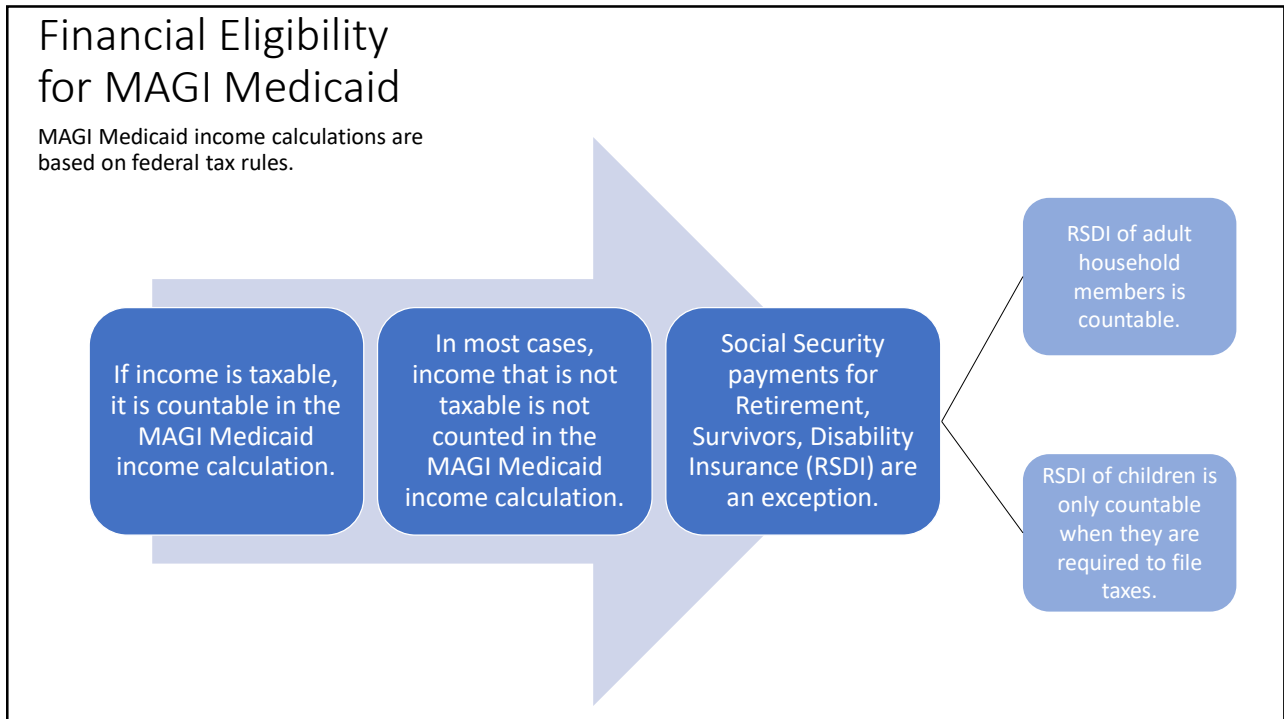 Financial Eligibility
for MAGI Medicaid
MAGI Medicaid income calculations are
based on federal tax rules.
If income is taxable,
it is countable in the
MAGI Medicaid
income calculation.
In most cases,
income that is not
taxable is not
counted in the
MAGI Medicaid
income calculation.
Social Security
payments for
Retirement,
Survivors, Disability
Insurance (RSDI) are
an exception.
RSDI of adult
household
members is
countable.
RSDI of children is
only countable
when they are
required to file
taxes.